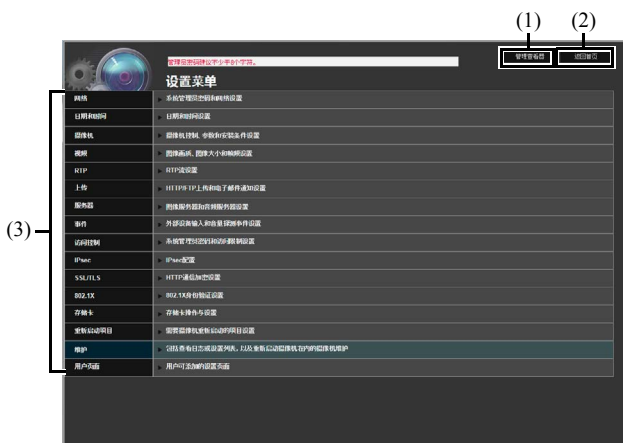 (1) (2)
管理查看器 返回首页
管理员密码建议不少于8个字符。
设置菜单
网络 系统管理员密码和网络设置
日期和时间 日期和时间设置
摄像机 摄像机控制、参数和安装条件设置
视频 图像画质、图像大小和帧频设置
RTP RTP流设置
上传 HTTP/FTP上传和电子邮件通知设置
服务器 图像服务器和音频服务器设置
事件 外部设备输入和音量探测事件设置
(3)
访问控制 系统管理员密码和访问限制设置
IPsec IPsec配置
SSL/TLS HTTP通信加密设置
802.1X 802.1X身份验证设置
存储卡 存储卡操作与设置
重新启动项目 需要摄像机重新启动的项目设置
维护 包括查看日志或设置列表，以及重新启动摄像机在内的摄像机维护
用户页面 用户可添加的设置页面